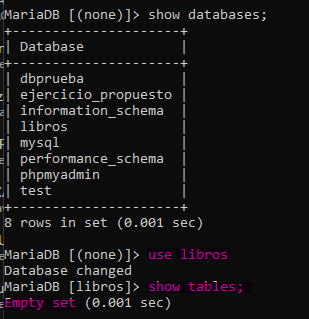 MariaDB [(none)]> show databases;
+--------------------+
| Database           |
+--------------------+
| dbprueba           |
| ejercicio_propuesto |
| information_schema |
| libros             |
| mysql              |
| performance_schema |
| phpmyadmin         |
| test               |
+--------------------+
8 rows in set (0.001 sec)
MariaDB [(none)]> use libros
Database changed
MariaDB [libros]> show tables;
Empty set (0.001 sec)